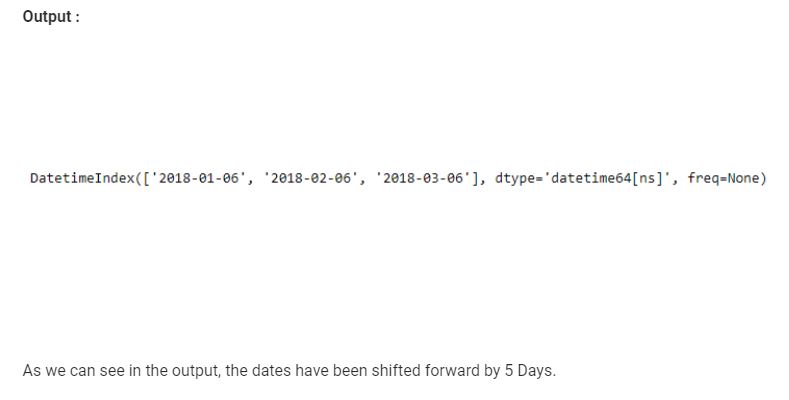 Output :
DatetimeIndex(['2018-01-06', '2018-02-06', '2018-03-06'], dtype='datetime64[ns]', freq=None)
As we can see in the output, the dates have been shifted forward by 5 Days.